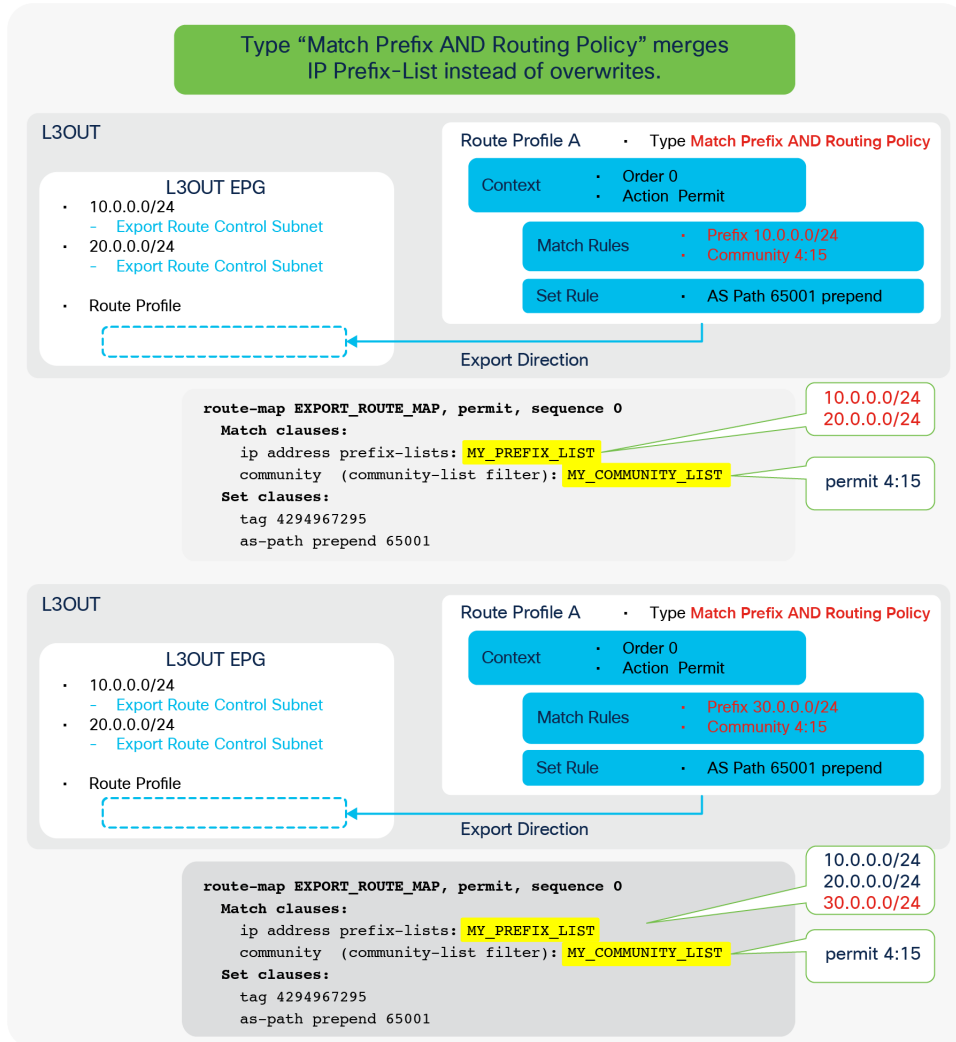 Type “Match Prefix AND Routing Policy” merges
IP Prefix-List instead of overwrites.
L3OUT
L3OUT EPG
· 10.0.0.0/24
- Export Route Control Subnet
· 20.0.0.0/24
- Export Route Control Subnet
· Route Profile
Route Profile A · Type Match Prefix AND Routing Policy
Context
· Order 0
· Action Permit
Match Rules
· Prefix 10.0.0.0/24
· Community 4:15
Set Rule · AS Path 65001 prepend
Export Direction
route-map EXPORT_ROUTE_MAP, permit, sequence 0
Match clauses:
ip address prefix-lists: MY_PREFIX_LIST
community (community-list filter): MY_COMMUNITY_LIST
Set clauses:
tag 4294967295
as-path prepend 65001
10.0.0.0/24
20.0.0.0/24
permit 4:15
L3OUT
L3OUT EPG
· 10.0.0.0/24
- Export Route Control Subnet
· 20.0.0.0/24
- Export Route Control Subnet
· Route Profile
Route Profile A · Type Match Prefix AND Routing Policy
Context
· Order 0
· Action Permit
Match Rules
· Prefix 30.0.0.0/24
· Community 4:15
Set Rule · AS Path 65001 prepend
Export Direction
route-map EXPORT_ROUTE_MAP, permit, sequence 0
Match clauses:
ip address prefix-lists: MY_PREFIX_LIST
community (community-list filter): MY_COMMUNITY_LIST
Set clauses:
tag 4294967295
as-path prepend 65001
10.0.0.0/24
20.0.0.0/24
30.0.0.0/24
permit 4:15